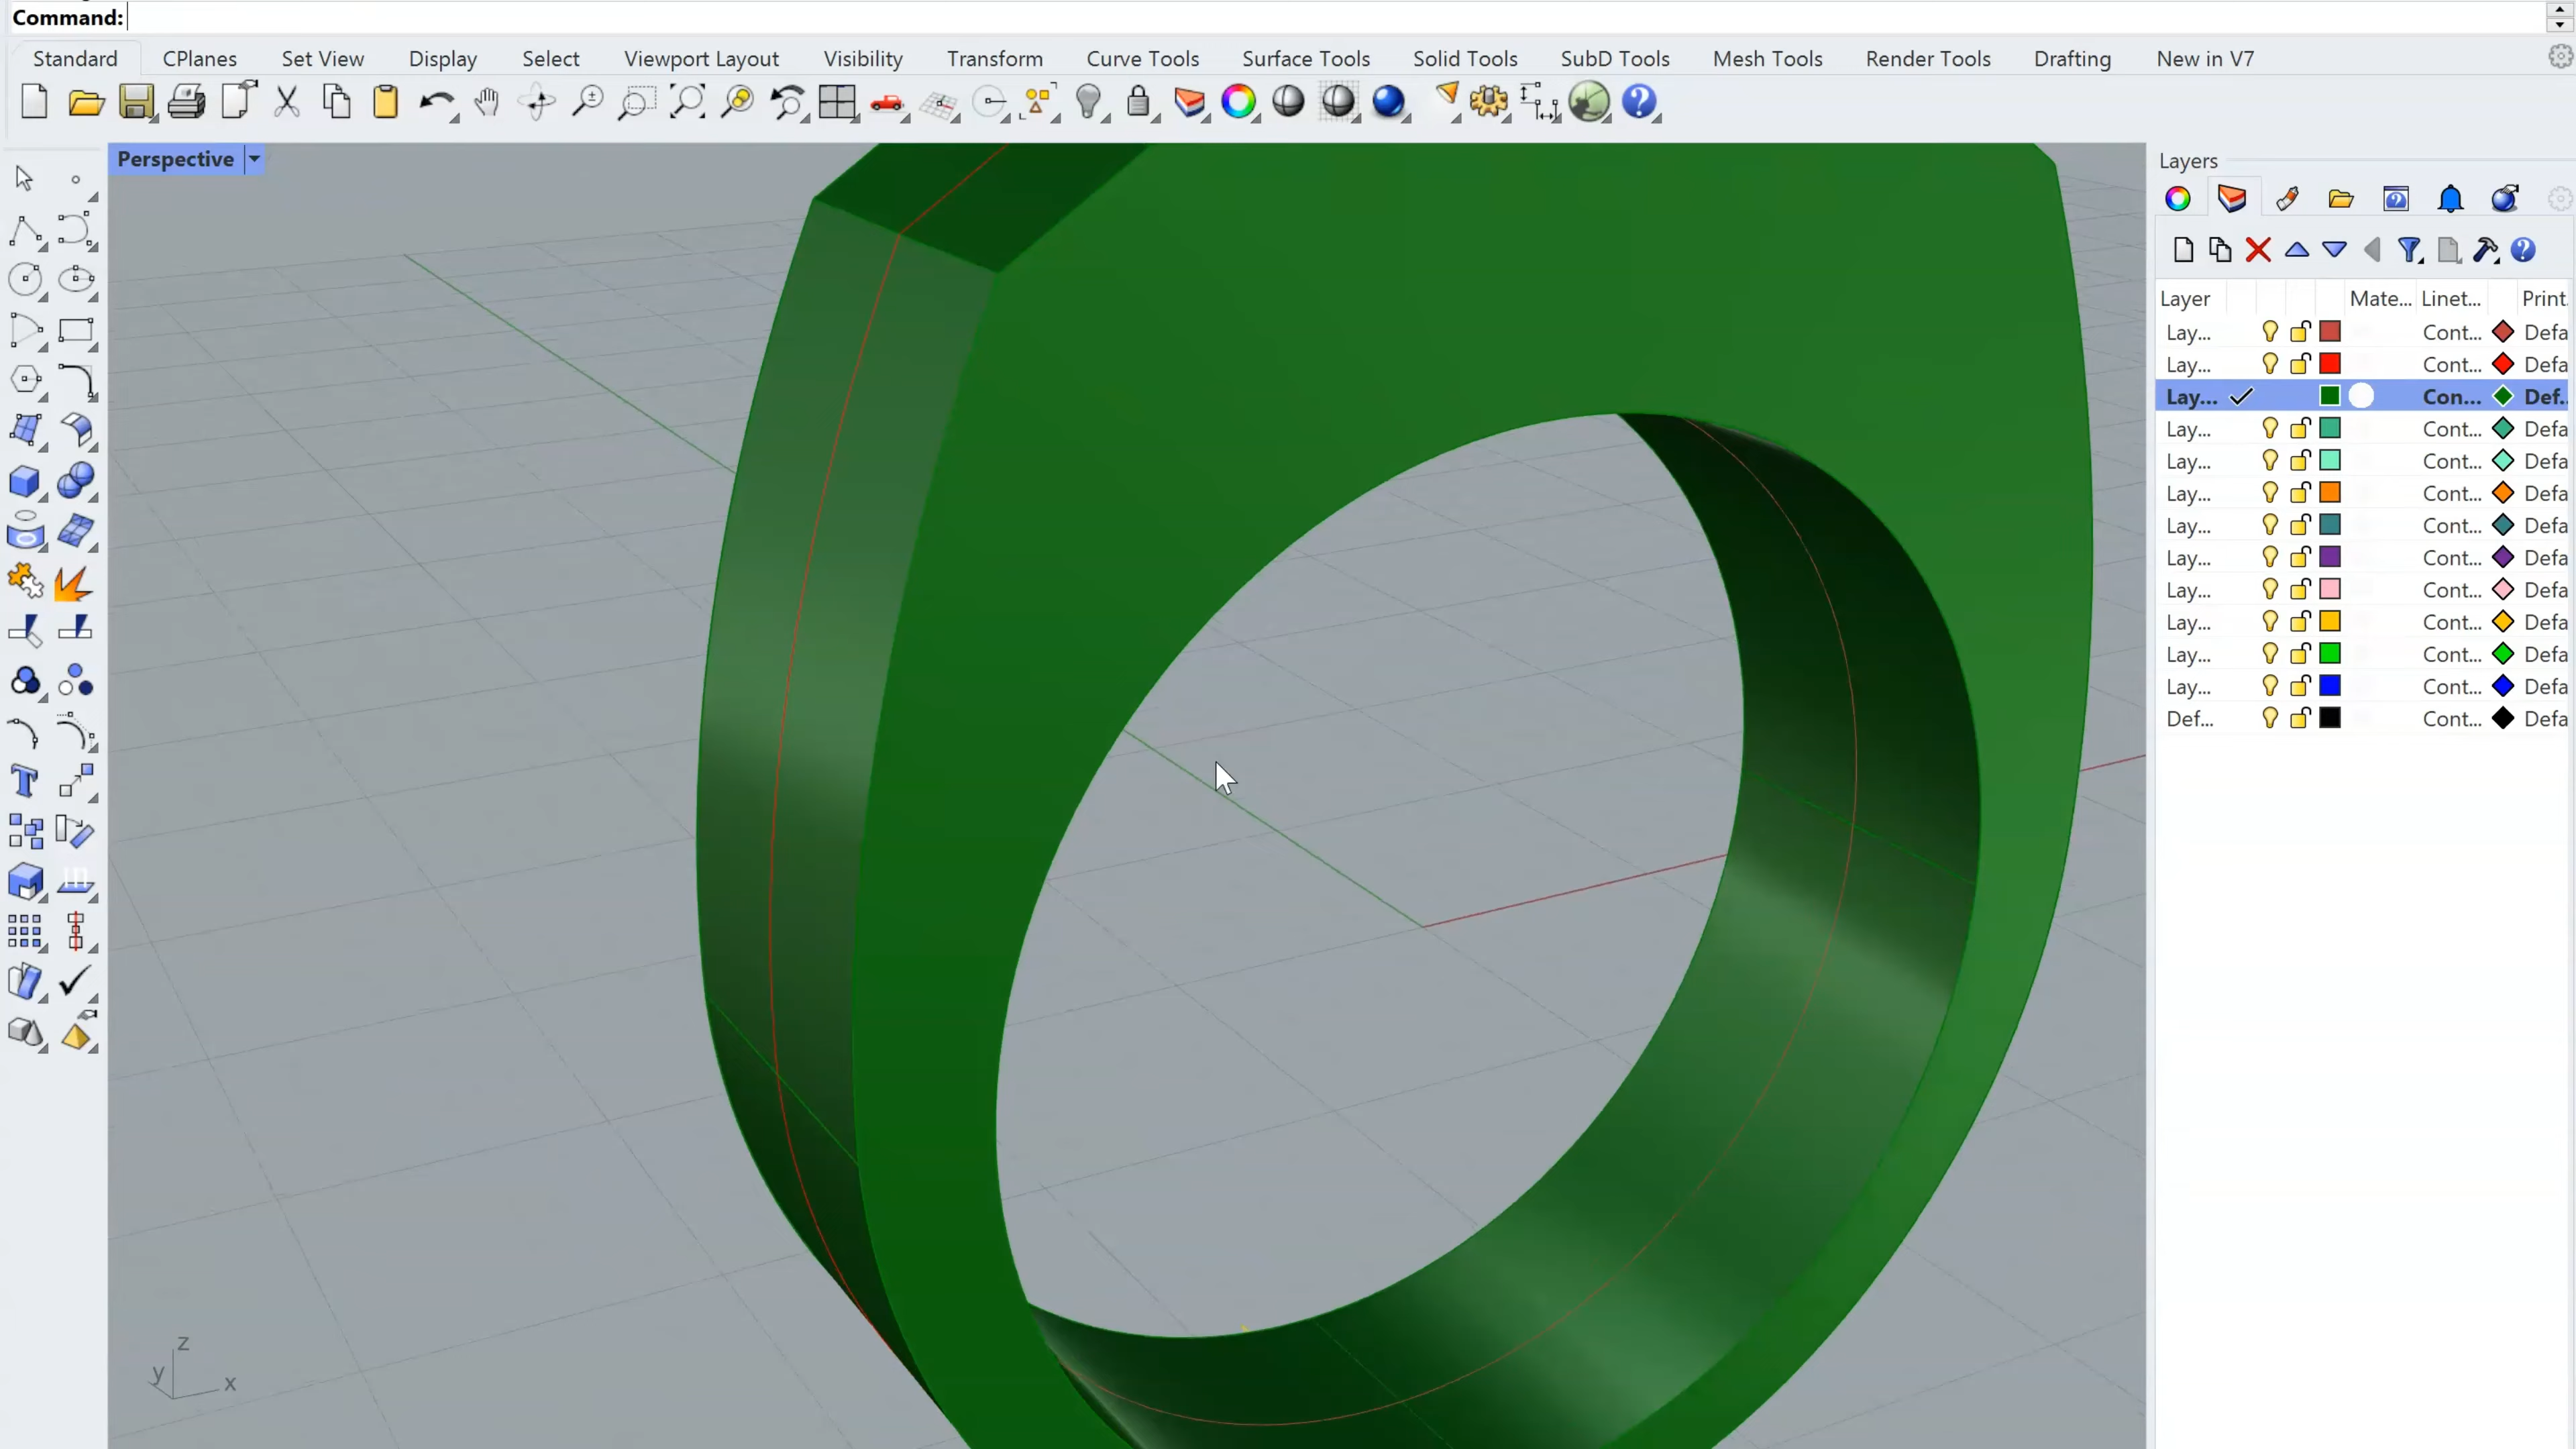 Command:
Standard CPlanes Set View Display Select Viewport Layout Visibility Transform Curve Tools Surface Tools Solid Tools SubD Tools Mesh Tools Render Tools Drafting New in V7
Perspective
Layers
Layer Mate... Linet... Print
Lay... Cont... Defa
Lay... Cont... Defa
Lay... Con... Def...
Lay... Cont... Defa
Lay... Cont... Defa
Lay... Cont... Defa
Lay... Cont... Defa
Lay... Cont... Defa
Lay... Cont... Defa
Lay... Cont... Defa
Lay... Cont... Defa
Lay... Cont... Defa
Def... Cont... Defa
z
y
x